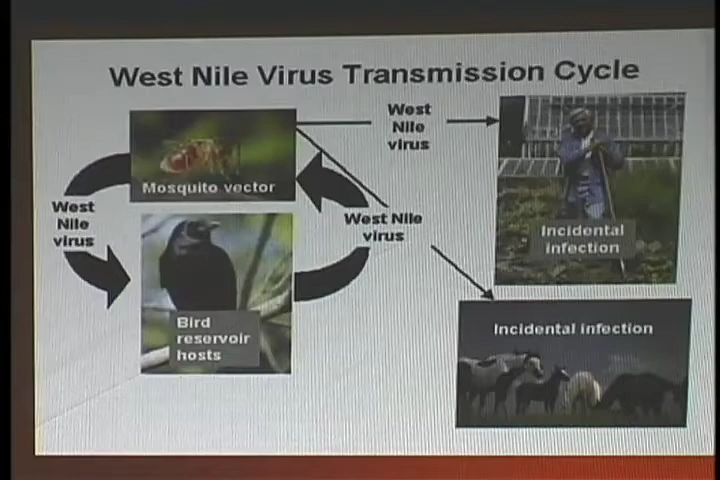 West Nile Virus Transmission Cycle
West
Nile
virus
Mosquito vector
West
Nile
virus
West Nile
virus
Incidental
infection
Bird
reservoir
hosts
Incidental infection